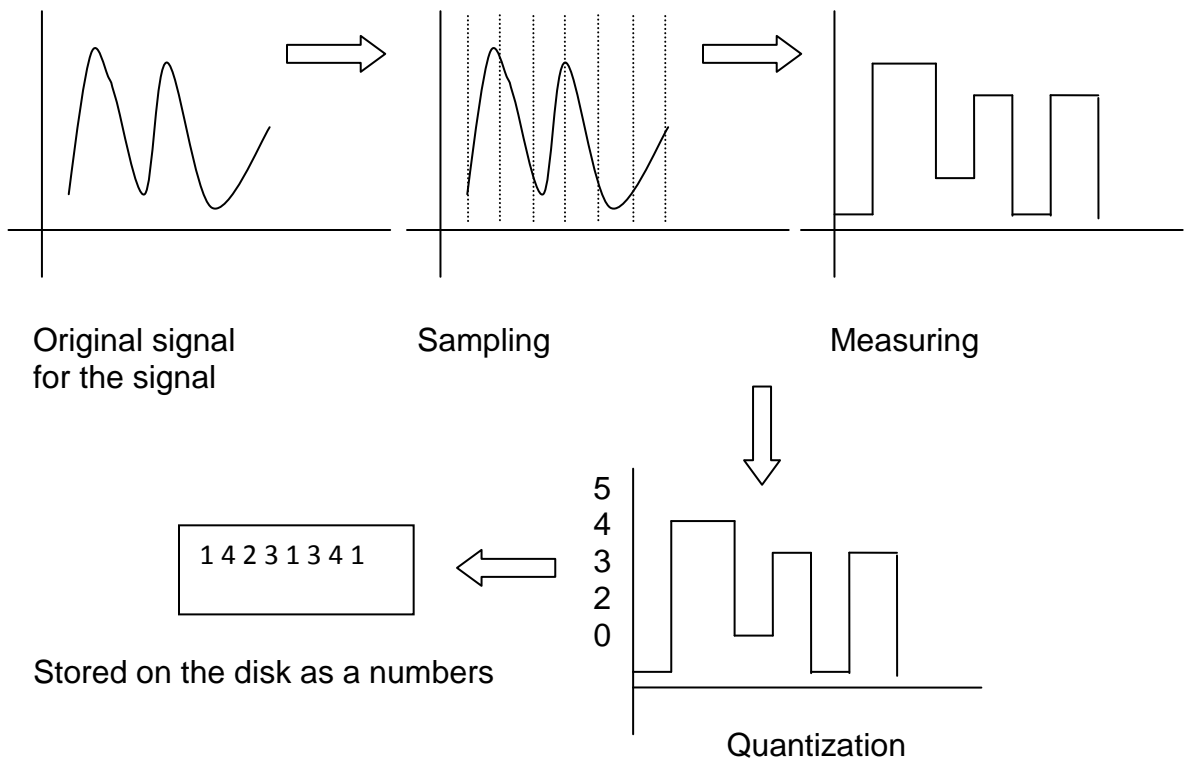 Original signal
for the signal
Sampling
Measuring
5
4
3
2
0
1 4 2 3 1 3 4 1
Stored on the disk as a numbers
Quantization